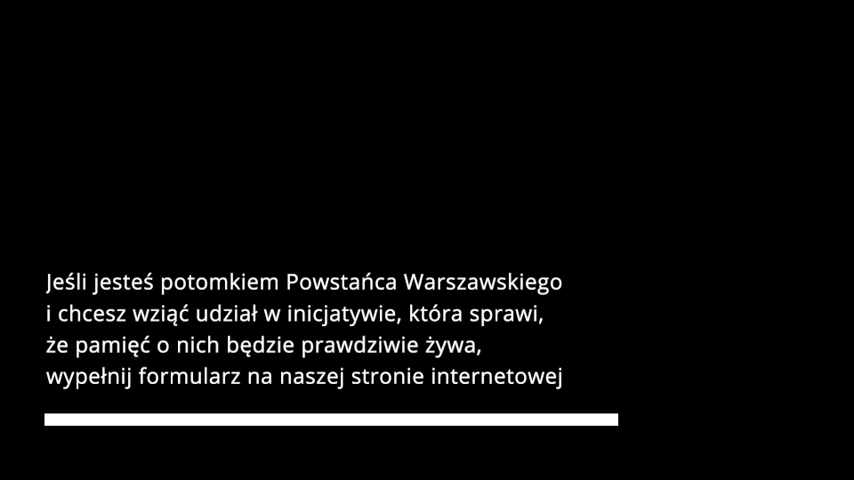 Jeśli jesteś potomkiem Powstańca Warszawskiego
i chcesz wziąć udział w inicjatywie, która sprawi,
że pamięć o nich będzie prawdziwie żywa,
wypełnij formularz na naszej stronie internetowej